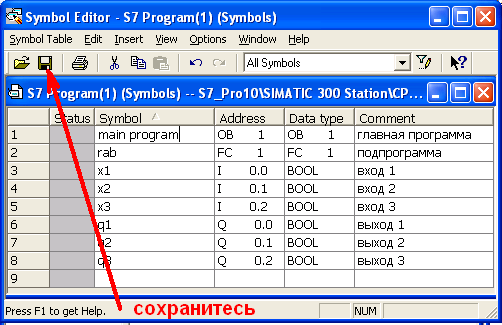 Symbol Editor - S7 Program(1) (Symbols)
Symbol Table Edit Insert View Options Window Help
All Symbols
S7 Program(1) (Symbols) -- S7_Pro10\SIMATIC 300 Station\CP...
Status Symbol Address Data type Comment
1 main program OB 1 OB 1 главная программа
2 rab FC 1 FC 1 подпрограмма
3 x1 I 0.0 BOOL вход 1
4 x2 I 0.1 BOOL вход 2
5 x3 I 0.2 BOOL вход 3
6 q1 Q 0.0 BOOL выход 1
7 q2 Q 0.1 BOOL выход 2
8 q3 Q 0.2 BOOL выход 3
9
Press F1 to get Help. NUM
сохранитесь